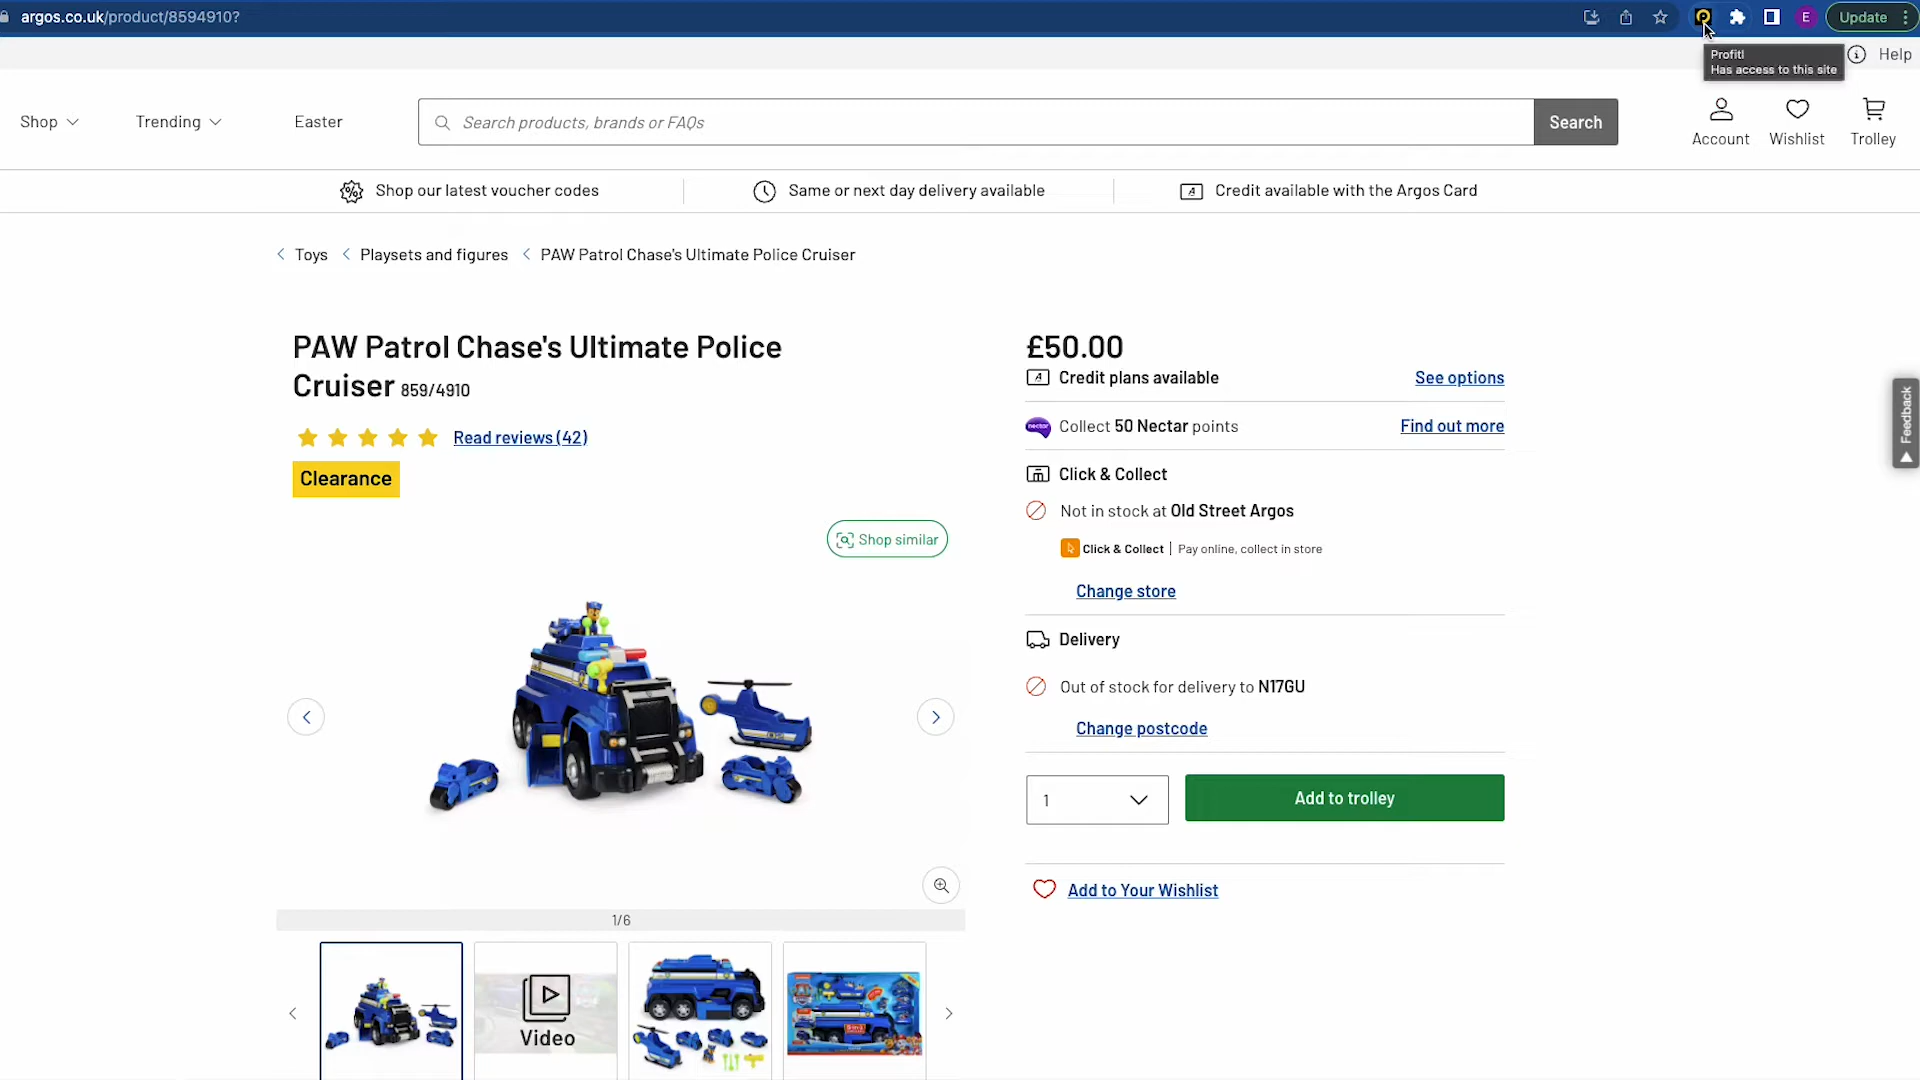 argos.co.uk/product/8594910?
E
Update
Profit!
Has access to this site
Help
Shop
Trending
Easter
Search products, brands or FAQs
Search
Account
Wishlist
Trolley
Shop our latest voucher codes
Same or next day delivery available
Credit available with the Argos Card
Toys
Playsets and figures
PAW Patrol Chase's Ultimate Police Cruiser
PAW Patrol Chase's Ultimate Police
Cruiser 859/4910
Read reviews (42)
Clearance
Shop similar
1/6
Video
£50.00
Credit plans available
See options
nectar
Collect 50 Nectar points
Find out more
Click & Collect
Not in stock at Old Street Argos
Click & Collect | Pay online, collect in store
Change store
Delivery
Out of stock for delivery to N17GU
Change postcode
1
Add to trolley
Add to Your Wishlist
Feedback